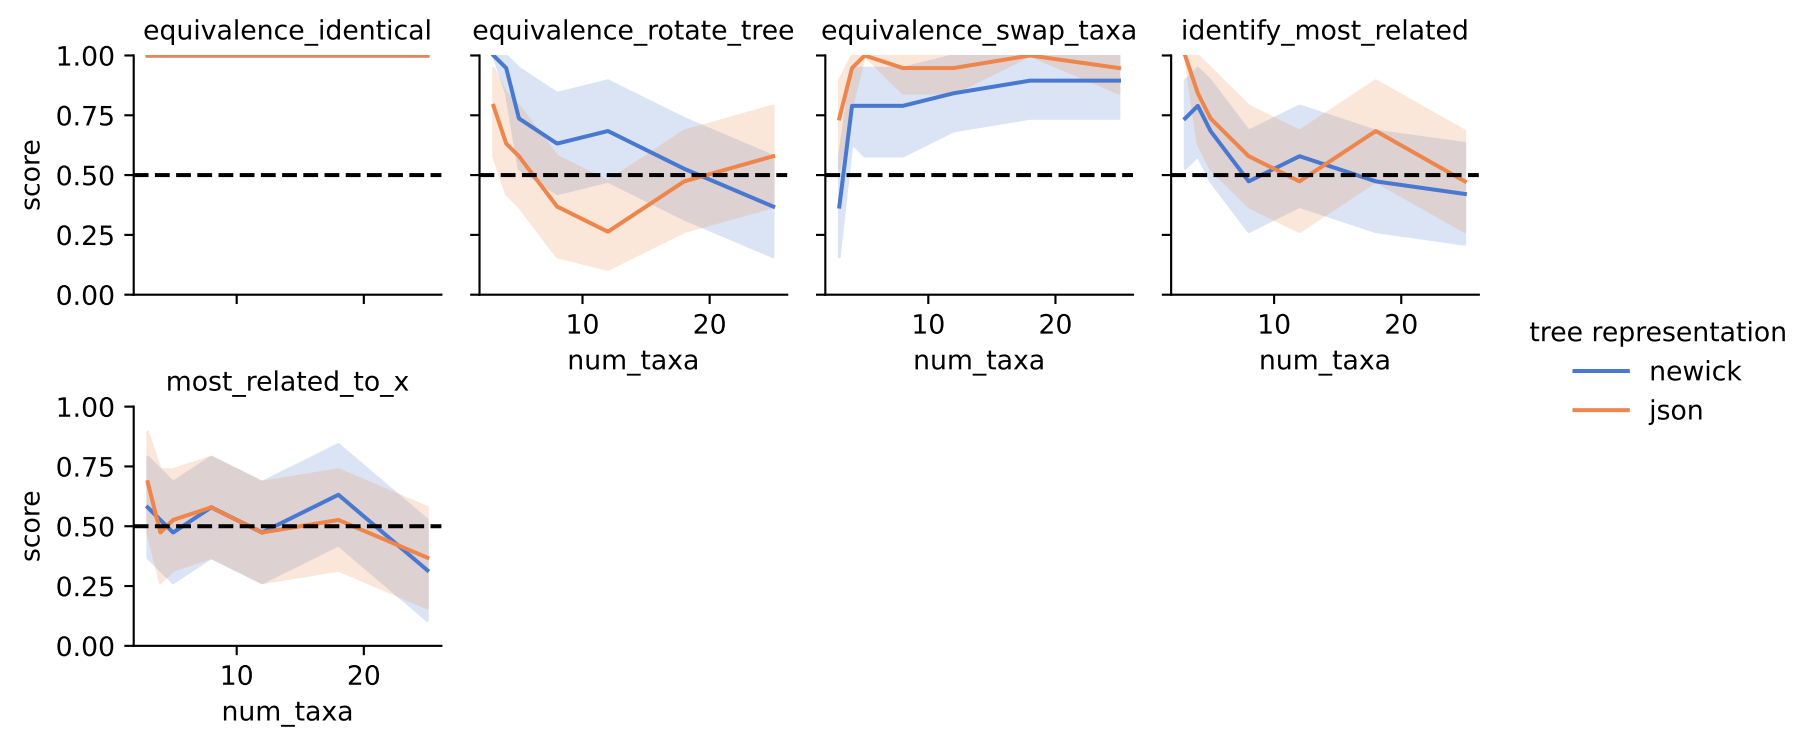 equivalence_identical
equivalence_rotate_tree
equivalence_swap_taxa
identify_most_related
score
1.00
0.75
0.50
0.25
0.00
10
20
num_taxa
10
20
num_taxa
10
20
num_taxa
tree representation
newick
json
most_related_to_x
score
1.00
0.75
0.50
0.25
0.00
10
20
num_taxa